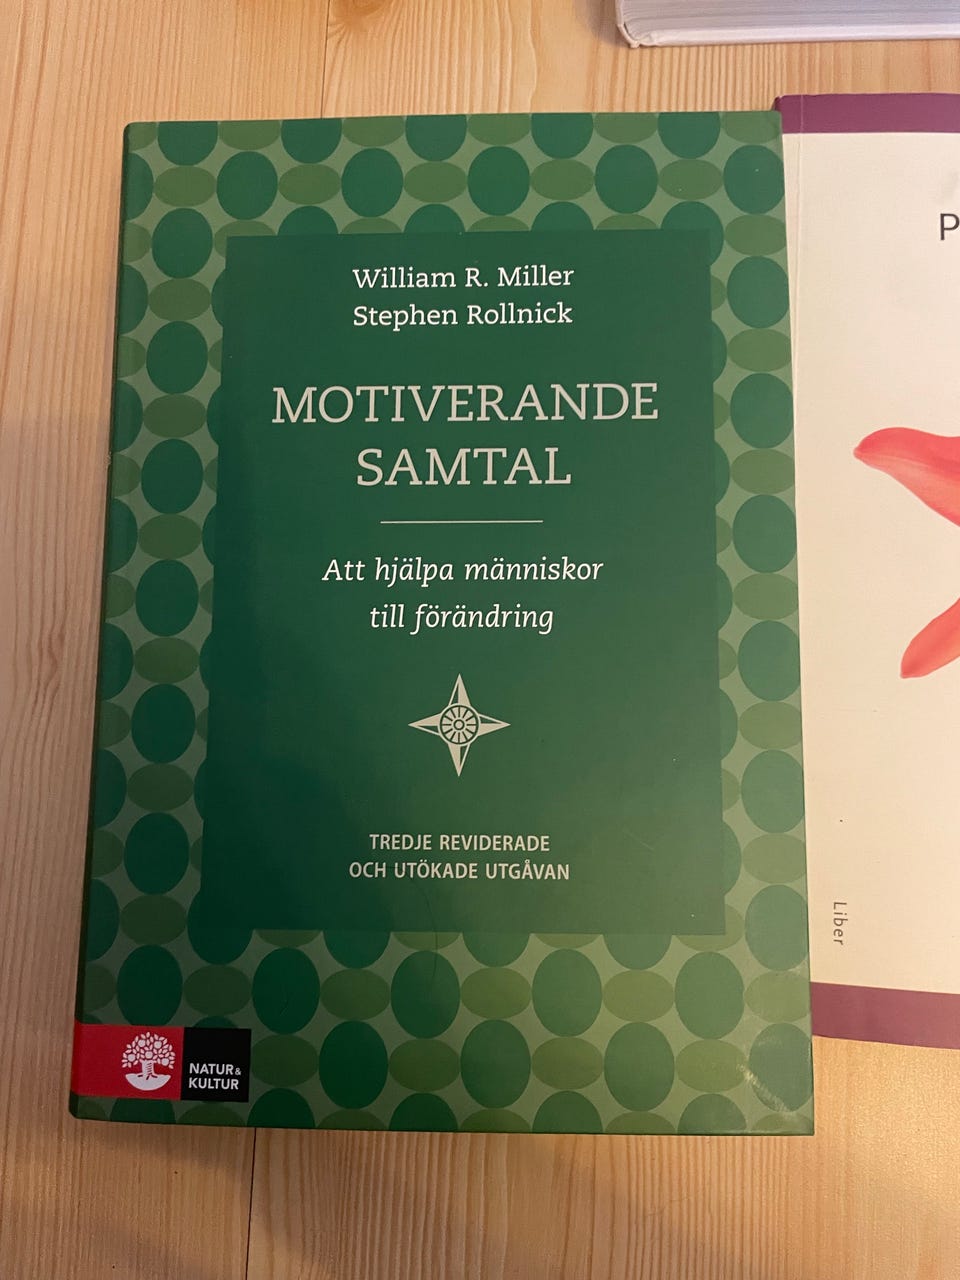 William R. Miller
Stephen Rollnick
MOTIVERANDE
SAMTAL
Att hjälpa människor
till förändring
TREDJE REVIDERADE
OCH UTÖKADE UTGÅVAN
NATUR &
KULTUR
P
Liber